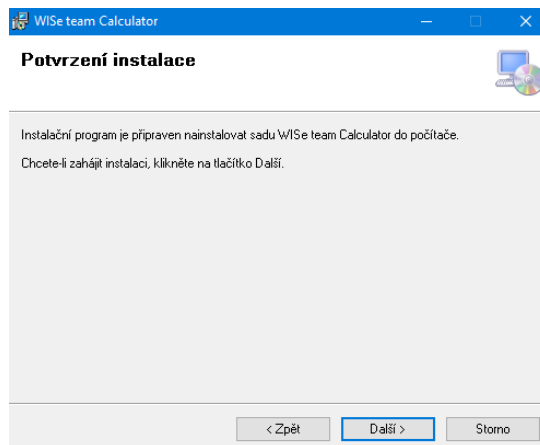 WISe team Calculator
Potvrzení instalace
Instalační program je připraven nainstalovat sadu WISe team Calculator do počítače.
Chcete-li zahájit instalaci, klikněte na tlačítko Další.
< Zpět
Další >
Storno